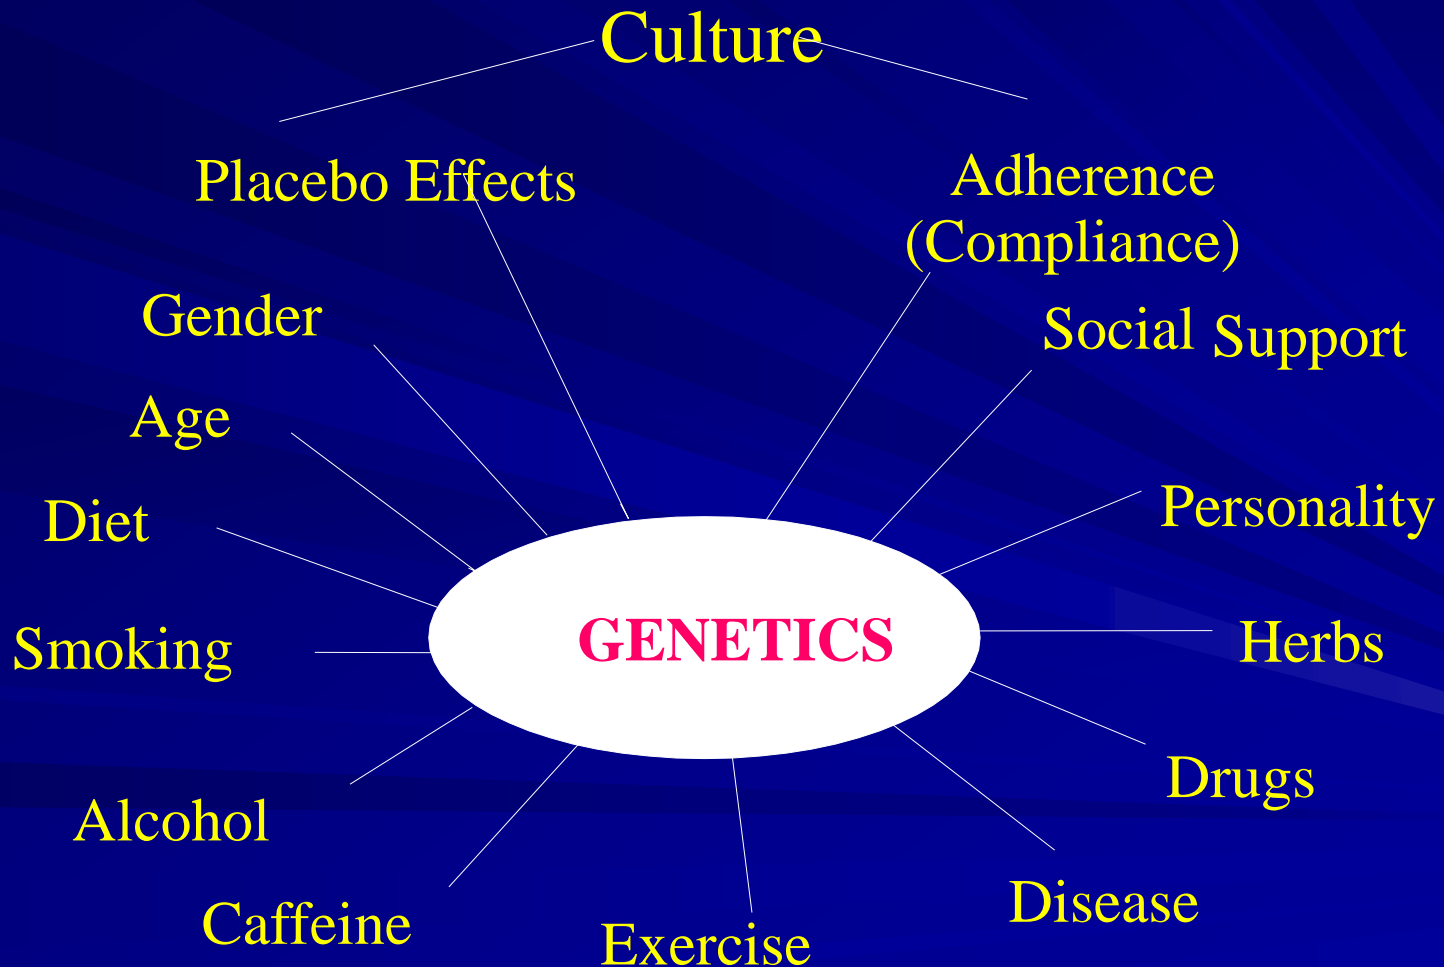 Culture
Placebo Effects
Adherence
(Compliance)
Gender
Social Support
Age
Diet
Personality
Smoking
GENETICS
Herbs
Drugs
Alcohol
Disease
Caffeine
Exercise